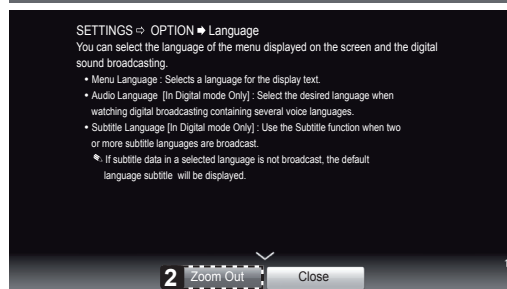 SETTINGS ⇨ OPTION ➡ Language
You can select the language of the menu displayed on the screen and the digital
sound broadcasting.
• Menu Language : Selects a language for the display text.
• Audio Language [In Digital mode Only] : Select the desired language when
watching digital broadcasting containing several voice languages.
• Subtitle Language [In Digital mode Only] : Use the Subtitle function when two
or more subtitle languages are broadcast.
✎ If subtitle data in a selected language is not broadcast, the default
language subtitle will be displayed.
2 Zoom Out Close